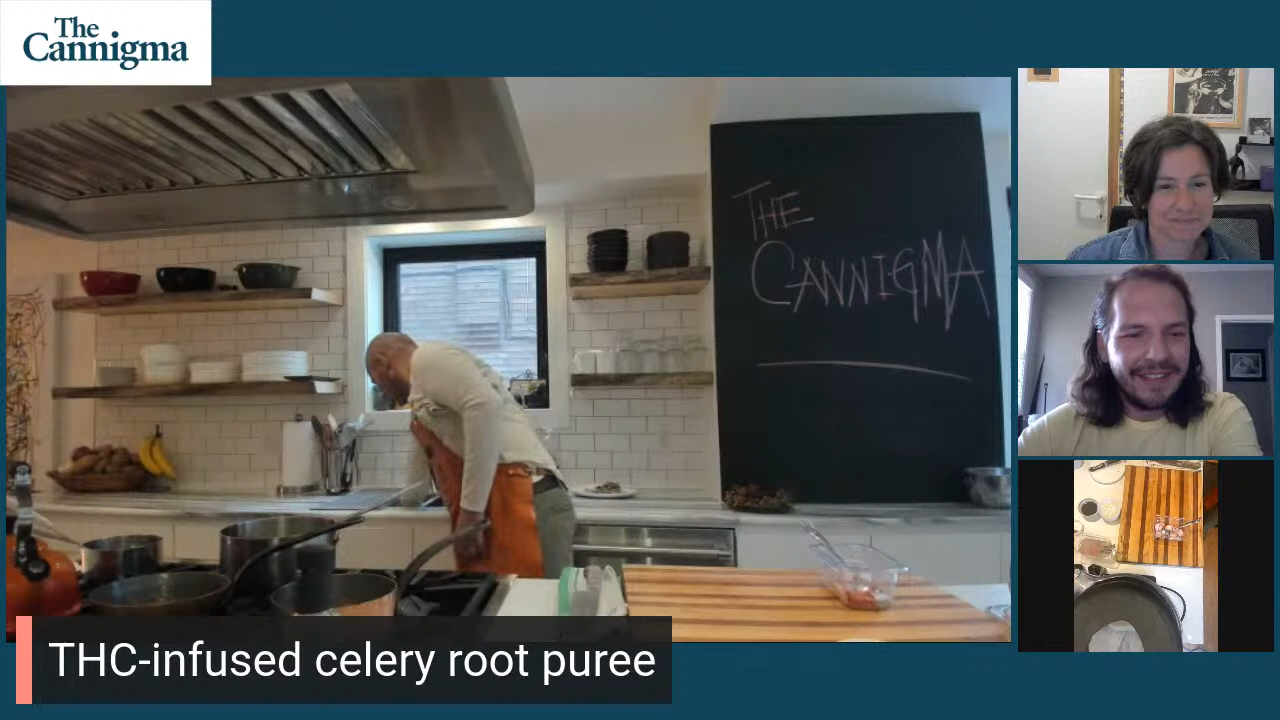 The
Cannigma
THE
CANNIGMA
THC-infused celery root puree